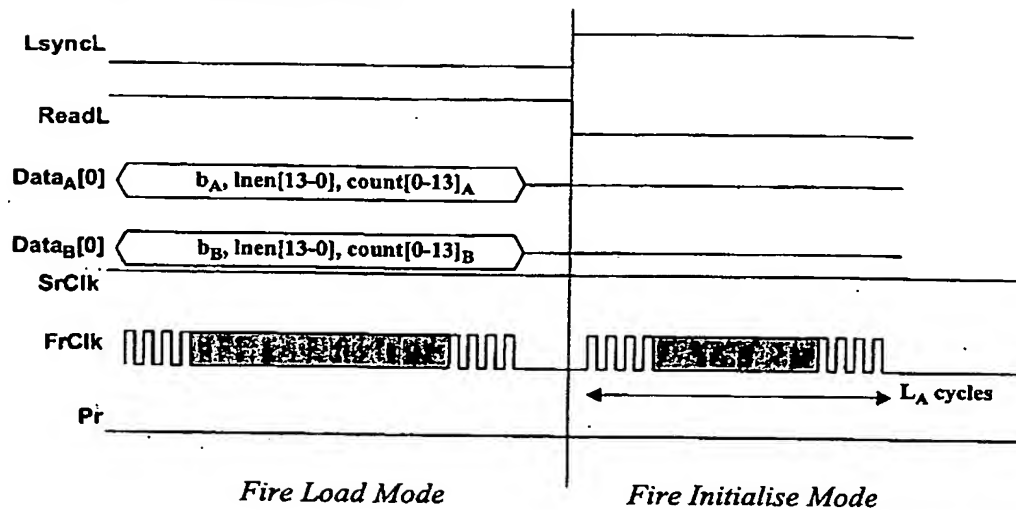 LsyncL
ReadL
DataA[0] bA, lnen[13-0], count[0-13]A
DataB[0] bB, lnen[13-0], count[0-13]B
SrClk
FrClk
LA cycles
Pr
Fire Load Mode Fire Initialise Mode